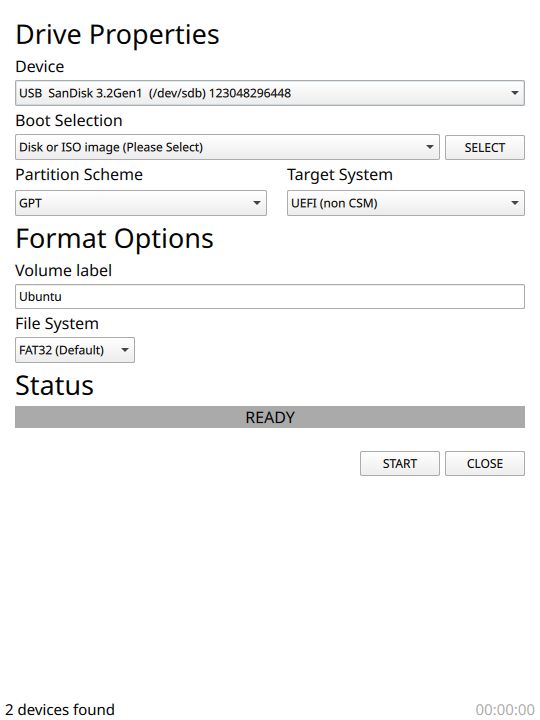 Drive Properties
Device
USB  SanDisk 3.2Gen1  (/dev/sdb) 123048296448
Boot Selection
Disk or ISO image (Please Select)
SELECT
Partition Scheme
Target System
GPT
UEFI (non CSM)
Format Options
Volume label
Ubuntu
File System
FAT32 (Default)
Status
READY
START
CLOSE
2 devices found
00:00:00